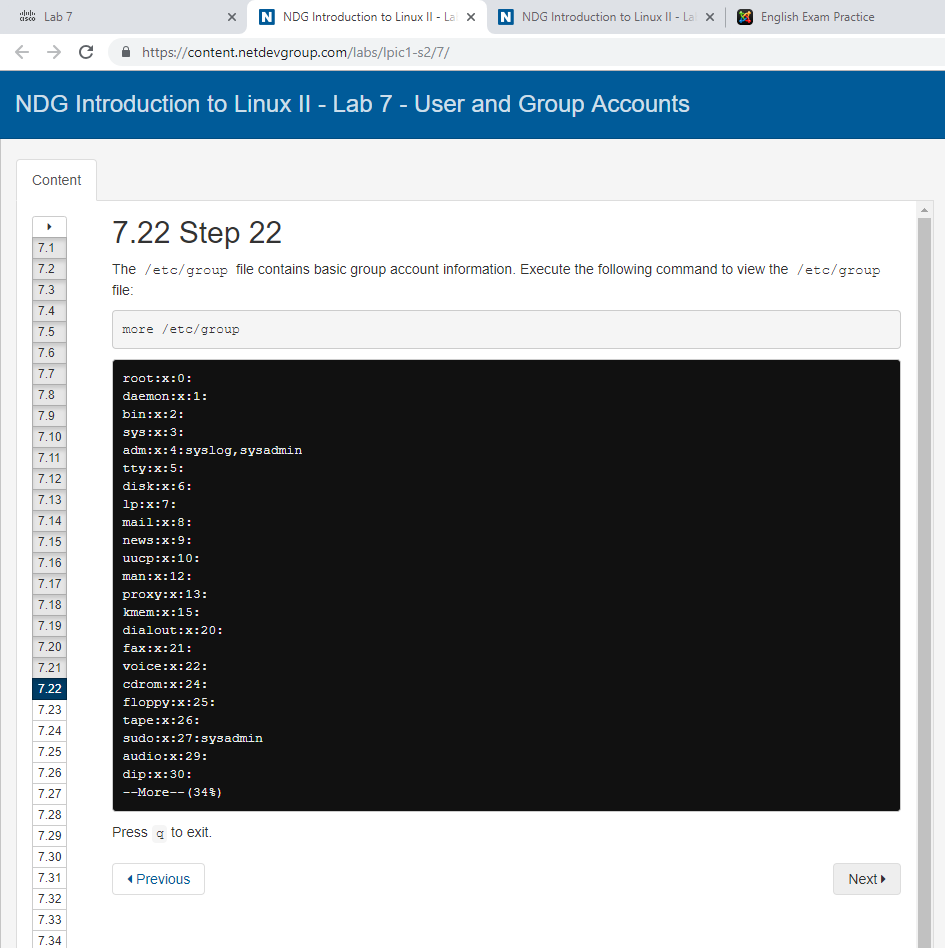 Lab 7
NDG Introduction to Linux II - La
NDG Introduction to Linux II - La
English Exam Practice
https://content.netdevgroup.com/labs/lpic1-s2/7/
NDG Introduction to Linux II - Lab 7 - User and Group Accounts
Content
7.1
7.2
7.3
7.4
7.5
7.6
7.7
7.8
7.9
7.10
7.11
7.12
7.13
7.14
7.15
7.16
7.17
7.18
7.19
7.20
7.21
7.22
7.23
7.24
7.25
7.26
7.27
7.28
7.29
7.30
7.31
7.32
7.33
7.34
7.22 Step 22
The /etc/group file contains basic group account information. Execute the following command to view the /etc/group
file:
more /etc/group
root:x:0:
daemon:x:1:
bin:x:2:
sys:x:3:
adm:x:4:syslog,sysadmin
tty:x:5:
disk:x:6:
lp:x:7:
mail:x:8:
news:x:9:
uucp:x:10:
man:x:12:
proxy:x:13:
kmem:x:15:
dialout:x:20:
fax:x:21:
voice:x:22:
cdrom:x:24:
floppy:x:25:
tape:x:26:
sudo:x:27:sysadmin
audio:x:29:
dip:x:30:
--More--(34%)
Press q to exit.
Previous
Next